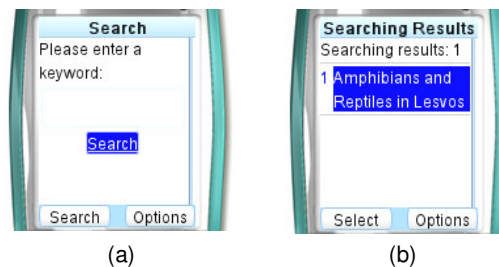 Search
Please enter a
keyword:
Search
Search Options
(a)
Searching Results
Searching results: 1
1 Amphibians and
Reptiles in Lesvos
Select Options
(b)